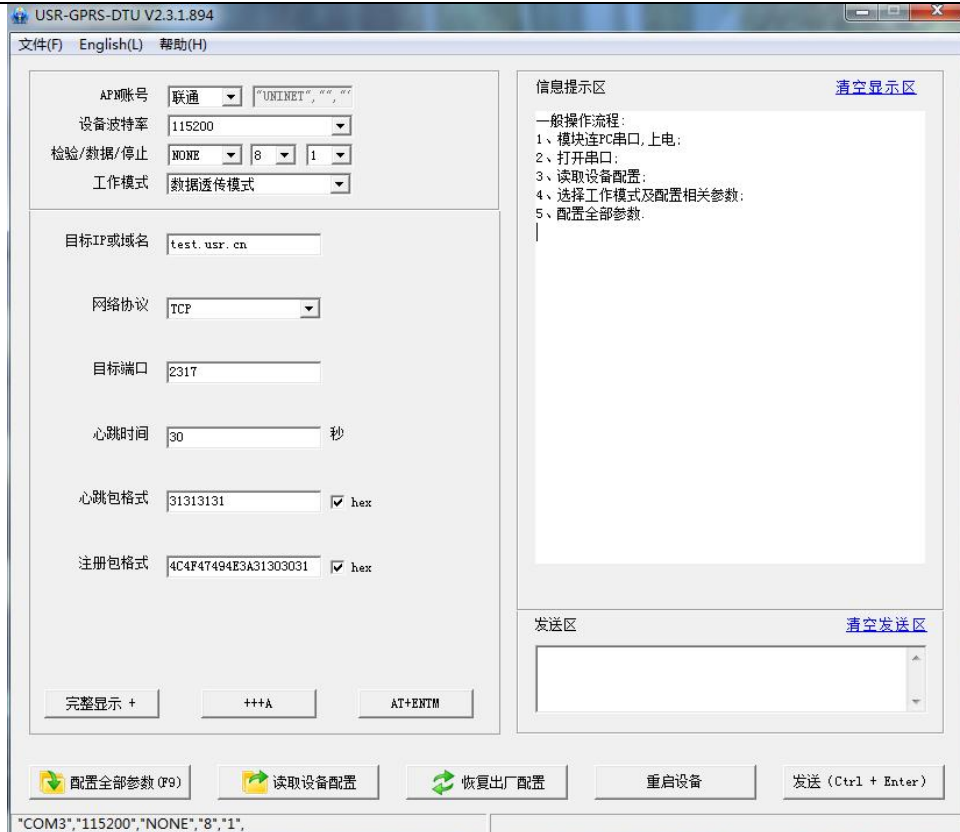 USR-GPRS-DTU V2.3.1.894
文件(F) English(L) 帮助(H)
APN账号 联通 "UNINET","","
设备波特率 115200
检验/数据/停止 NONE 8 1
工作模式 数据透传模式
目标IP或域名 test.usr.cn
网络协议 TCP
目标端口 2317
心跳时间 30 秒
心跳包格式 31313131 hex
注册包格式 4C4F47494E3A31303031 hex
完整显示 + +++A AT+ENTM
信息提示区 清空显示区
一般操作流程:
1、模块连PC串口,上电;
2、打开串口;
3、读取设备配置;
4、选择工作模式及配置相关参数;
5、配置全部参数.
发送区 清空发送区
配置全部参数(F9) 读取设备配置 恢复出厂配置 重启设备 发送 (Ctrl + Enter)
"COM3","115200","NONE","8","1",